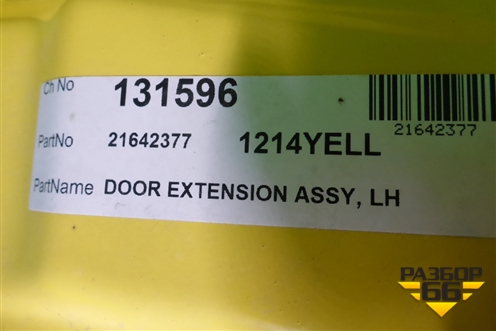 Ch No 131596
PartNo 21642377 1214YELL
21642377
PartName DOOR EXTENSION ASSY, LH
РАЗБОР
66